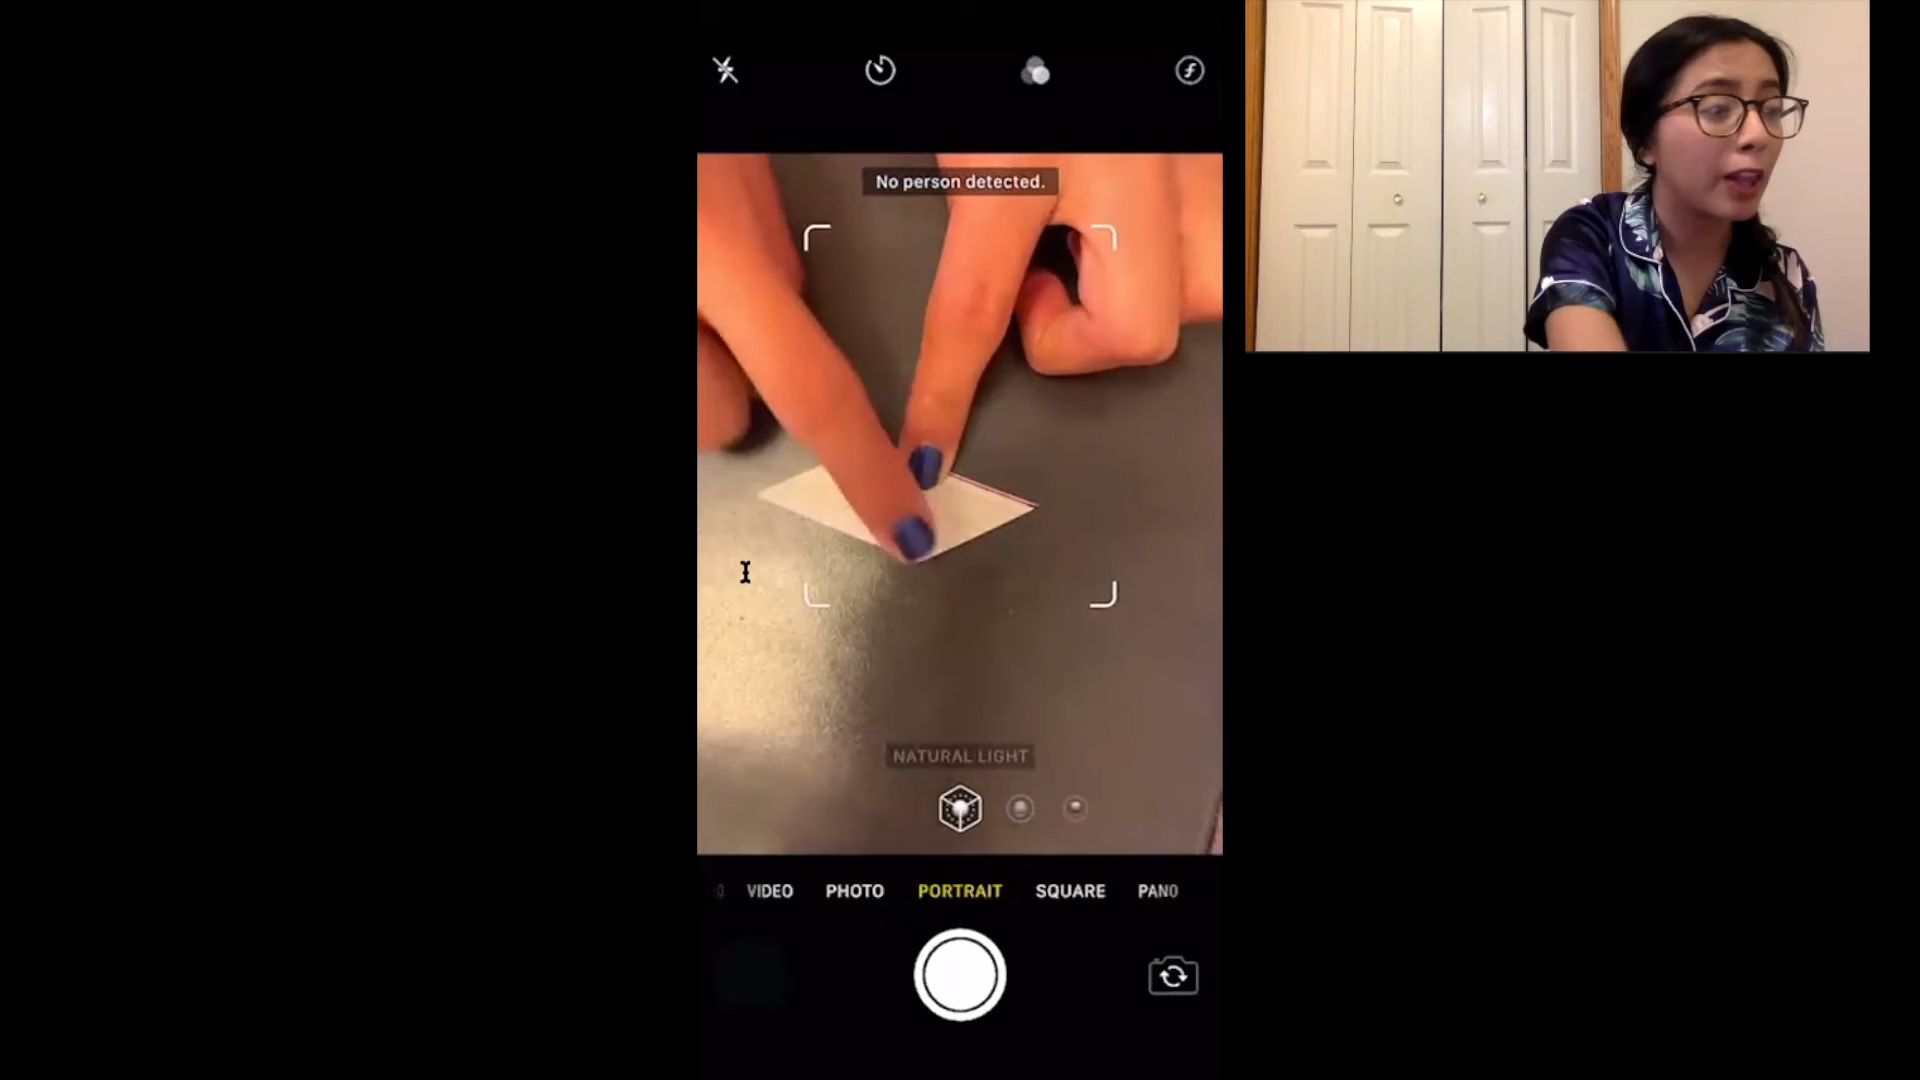 No person detected.
NATURAL LIGHT
VIDEO PHOTO PORTRAIT SQUARE PANO